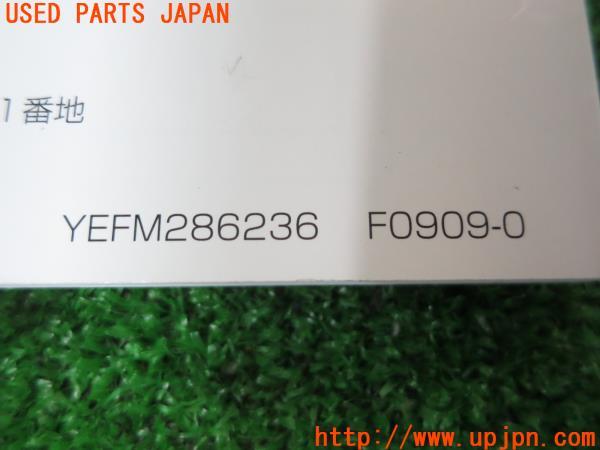 USED PARTS JAPAN
1番地
YEFM286236 F0909-0
http://www.upjpn.com